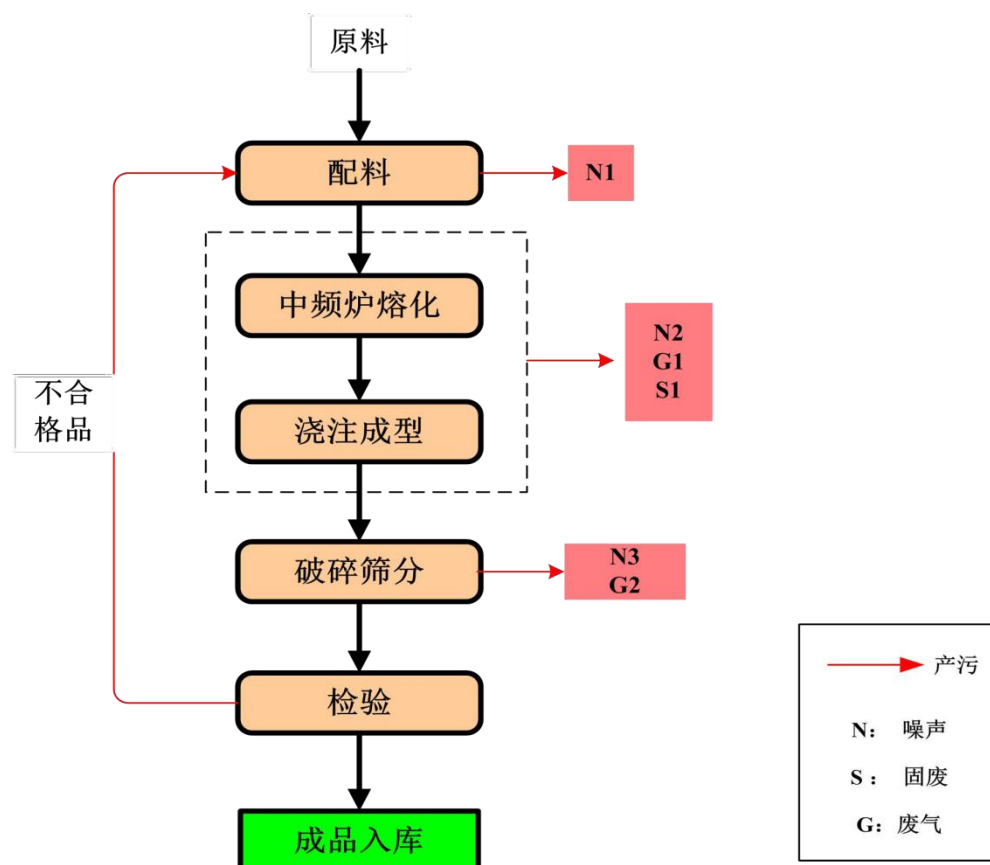 原料
配料
N1
中频炉熔化
N2
G1
S1
不合
格品
浇注成型
破碎筛分
N3
G2
检验
成品入库
产污
N： 噪声
S： 固废
G：废气